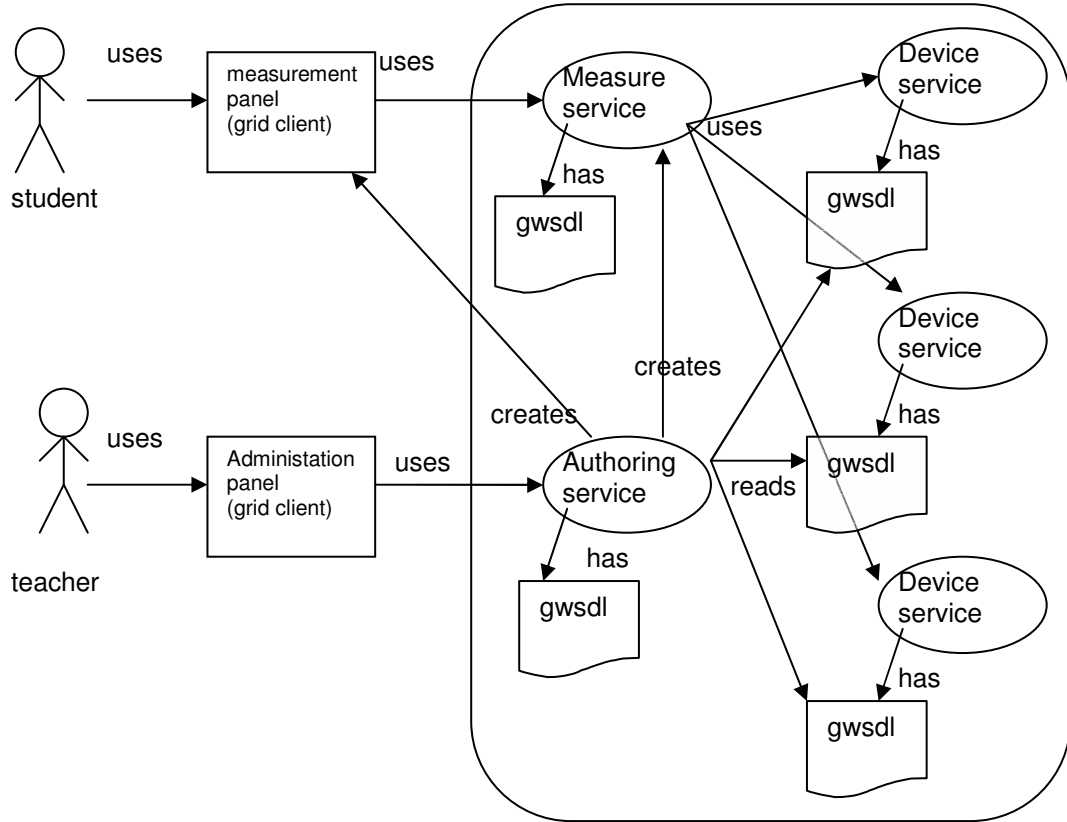 uses
measurement
panel
(grid client)
uses
Measure
service
Device
service
uses
has
has
student
gwsdl
gwsdl
Device
service
creates
creates
has
uses
Administation
panel
(grid client)
uses
Authoring
service
reads
gwsdl
teacher
has
gwsdl
Device
service
has
gwsdl